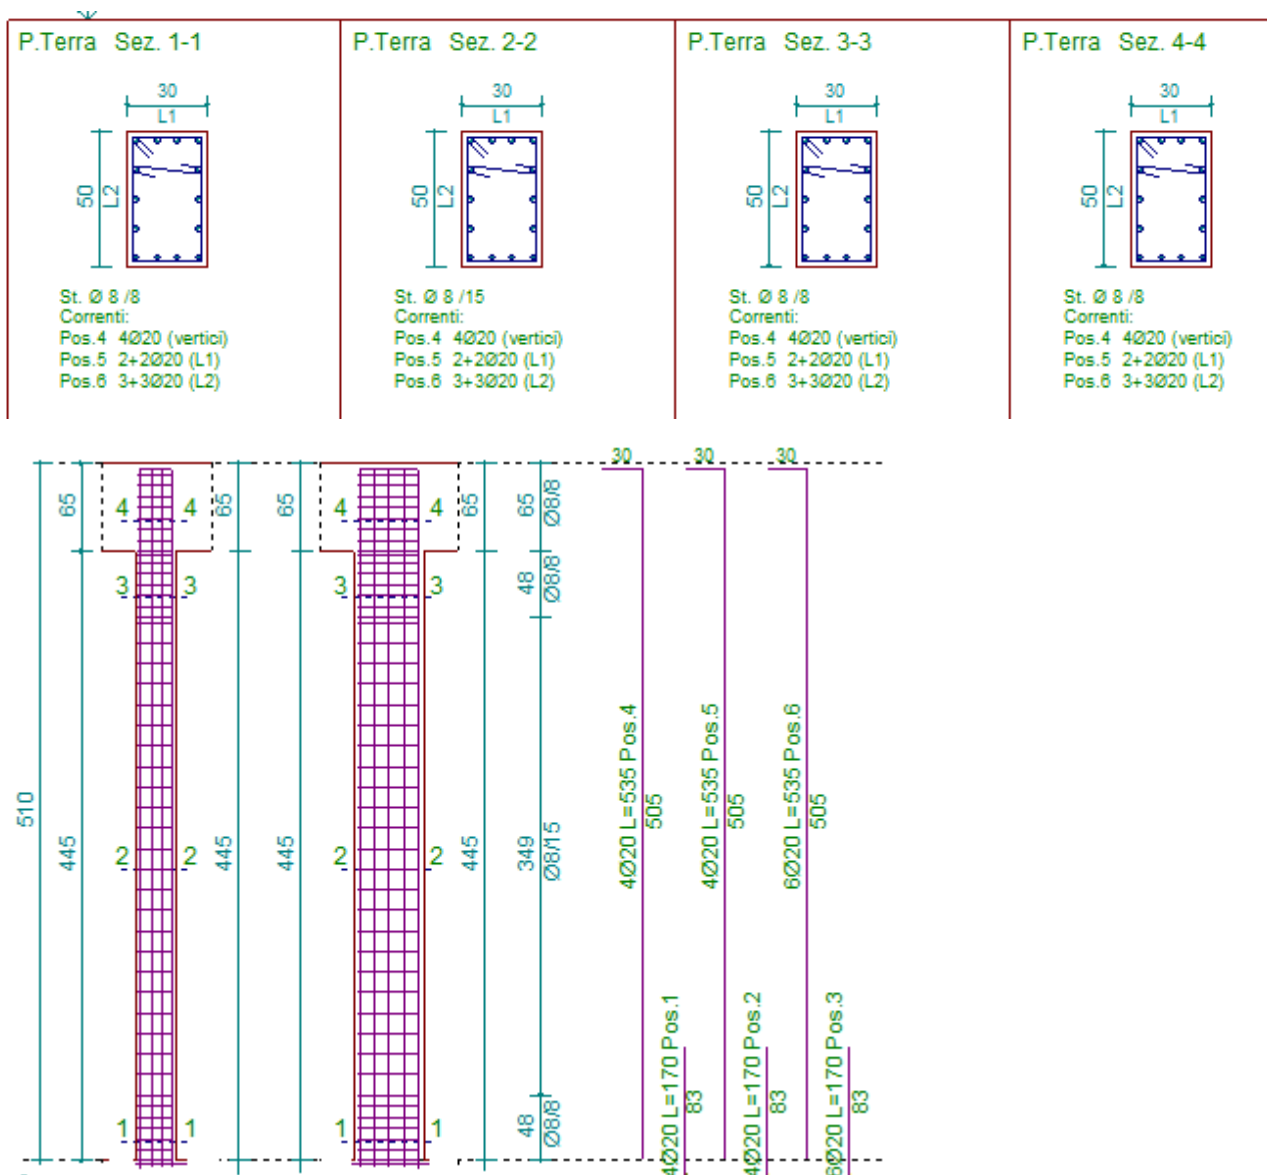 P.Terra Sez. 1-1
30
L1
50
L2
St. Ø 8 /8
Correnti:
Pos.4 4Ø20 (vertici)
Pos.5 2+2Ø20 (L1)
Pos.6 3+3Ø20 (L2)
P.Terra Sez. 2-2
30
L1
50
L2
St. Ø 8 /15
Correnti:
Pos.4 4Ø20 (vertici)
Pos.5 2+2Ø20 (L1)
Pos.6 3+3Ø20 (L2)
P.Terra Sez. 3-3
30
L1
50
L2
St. Ø 8 /8
Correnti:
Pos.4 4Ø20 (vertici)
Pos.5 2+2Ø20 (L1)
Pos.6 3+3Ø20 (L2)
P.Terra Sez. 4-4
30
L1
50
L2
St. Ø 8 /8
Correnti:
Pos.4 4Ø20 (vertici)
Pos.5 2+2Ø20 (L1)
Pos.6 3+3Ø20 (L2)
510
65
445
4 4
3 3
2 2
1 1
65
445
65
445
4 4
3 3
2 2
1 1
65
445
65
Ø8/8
48
Ø8/8
349
Ø8/15
48
Ø8/8
30
4Ø20 L=535 Pos.4
505
30
4Ø20 L=535 Pos.5
505
30
6Ø20 L=535 Pos.6
505
4Ø20 L=170 Pos.1
83
4Ø20 L=170 Pos.2
83
6Ø20 L=170 Pos.3
83